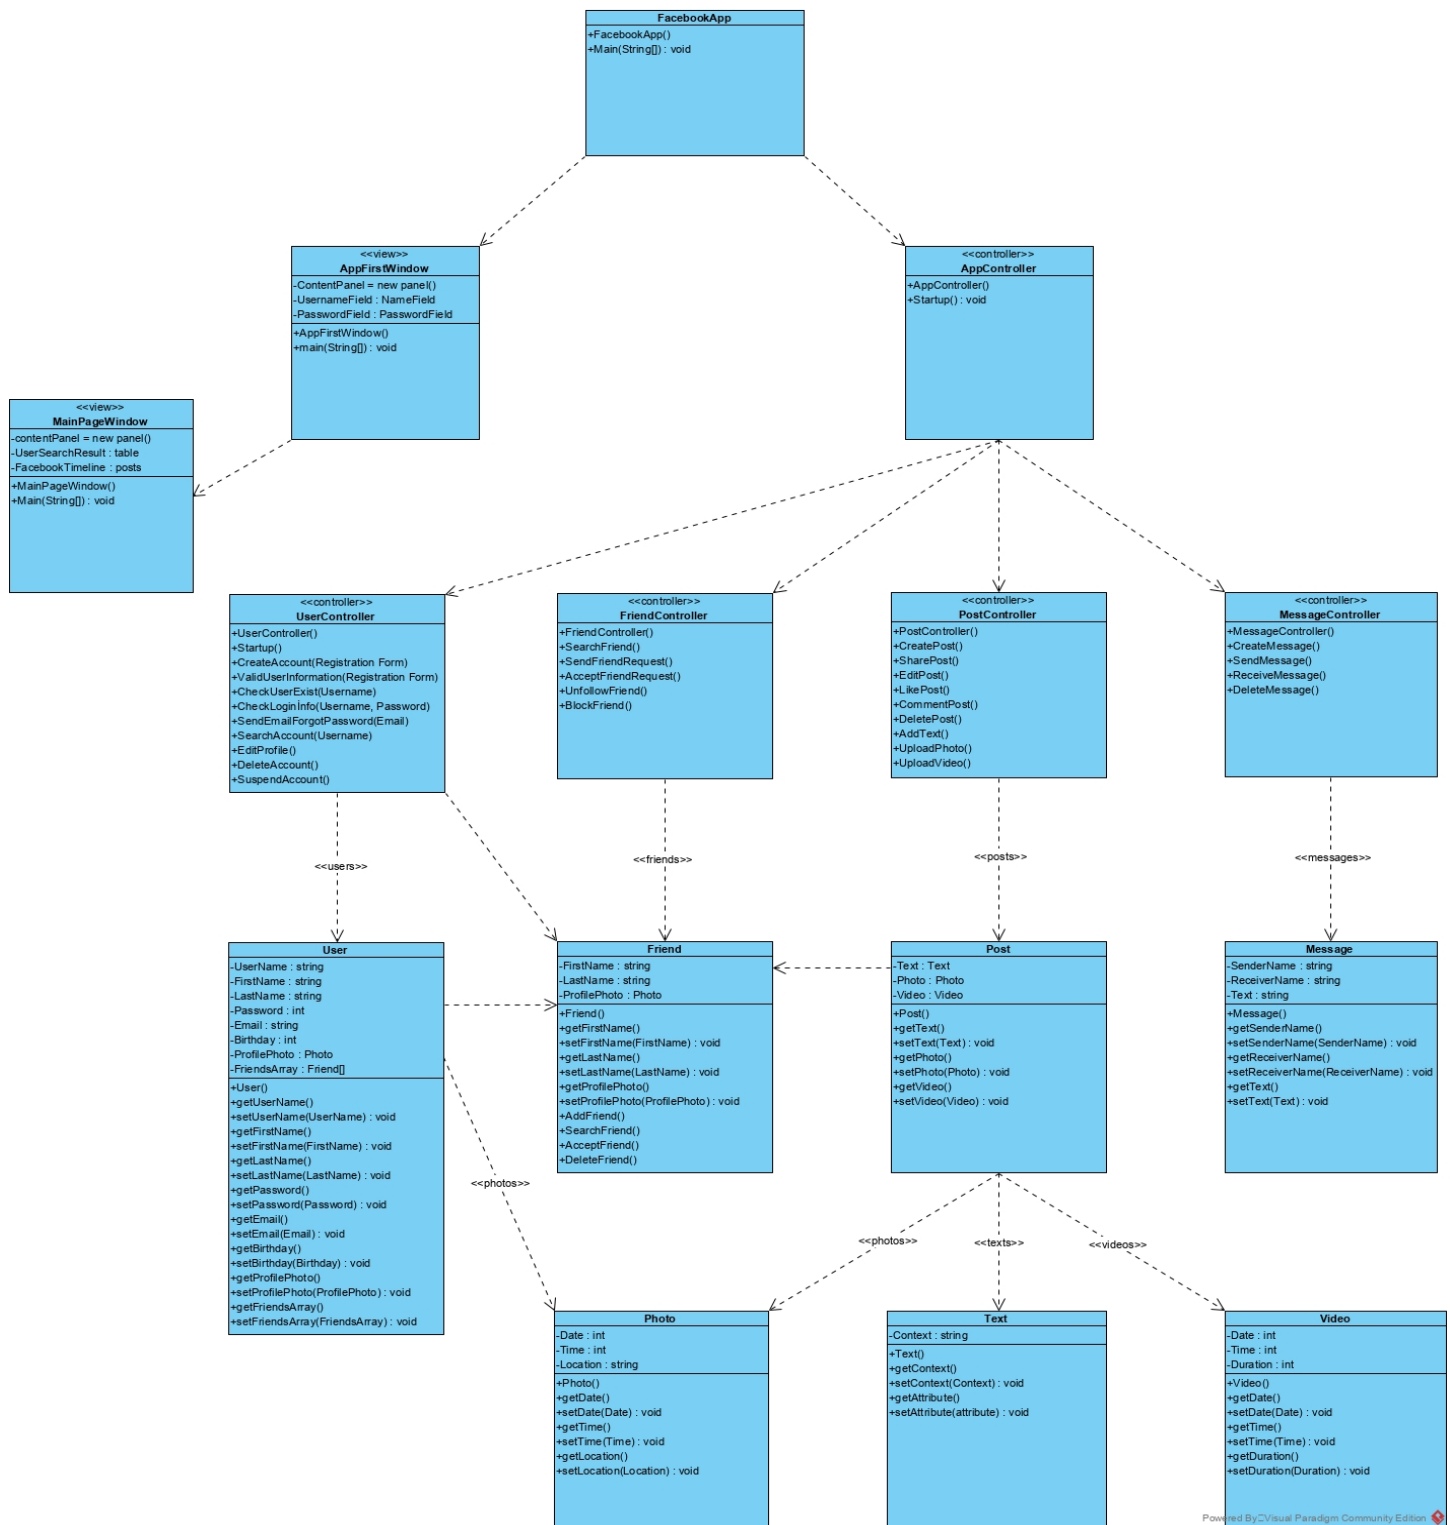 FacebookApp
+FacebookApp()
+Main(String[]) : void
<<view>>
AppFirstWindow
-ContentPanel = new panel()
-UsernameField : NameField
-PasswordField : PasswordField
+AppFirstWindow()
+main(String[]) : void
<<controller>>
AppController
+AppController()
+Startup() : void
<<view>>
MainPageWindow
-contentPanel = new panel()
-UserSearchResult : table
-FacebookTimeline : posts
+MainPageWindow()
+Main(String[]) : void
<<controller>>
UserController
+UserController()
+Startup()
+CreateAccount(Registration Form)
+ValidUserInformation(Registration Form)
+CheckUserExist(Username)
+CheckLoginİnfo(Username, Password)
+SendEmailForgotPassword(Email)
+SearchAccount(Username)
+EditProfile()
+DeleteAccount()
+SuspendAccount()
<<controller>>
FriendController
+FriendController()
+SearchFriend()
+SendFriendRequest()
+AcceptFriendRequest()
+UnfollowFriend()
+BlockFriend()
<<controller>>
PostController
+PostController()
+CreatePost()
+SharePost()
+EditPost()
+LikePost()
+CommentPost()
+DeletePost()
+AddText()
+UploadPhoto()
+UploadVideo()
<<controller>>
MessageController
+MessageController()
+CreateMessage()
+SendMessage()
+ReceiveMessage()
+DeleteMessage()
<<users>>
<<friends>>
<<posts>>
<<messages>>
User
-UserName : string
-FirstName : string
-LastName : string
-Password : int
-Email : string
-Birthday : int
-ProfilePhoto : Photo
-FriendsArray : Friend[]
+User()
+getUserName()
+setUserName(UserName) : void
+getFirstName()
+setFirstName(FirstName) : void
+getLastName()
+setLastName(LastName) : void
+getPassword()
+setPassword(Password) : void
+getEmail()
+setEmail(Email) : void
+getBirthday()
+setBirthday(Birthday) : void
+getProfilePhoto()
+setProfilePhoto(ProfilePhoto) : void
+getFriendsArray()
+setFriendsArray(FriendsArray) : void
Friend
-FirstName : string
-LastName : string
-ProfilePhoto : Photo
+Friend()
+getFirstName()
+setFirstName(FirstName) : void
+getLastName()
+setLastName(LastName) : void
+getProfilePhoto()
+setProfilePhoto(ProfilePhoto) : void
+AddFriend()
+SearchFriend()
+AcceptFriend()
+DeleteFriend()
Post
-Text : Text
-Photo : Photo
-Video : Video
+Post()
+getText()
+setText(Text) : void
+getPhoto()
+setPhoto(Photo) : void
+getVideo()
+setVideo(Video) : void
Message
-SenderName : string
-ReceiverName : string
-Text : string
+Message()
+getSenderName()
+setSenderName(SenderName) : void
+getReceiverName()
+setReceiverName(ReceiverName) : void
+getText()
+setText(Text) : void
<<photos>>
<<photos>>
<<texts>>
<<videos>>
Photo
-Date : int
-Time : int
-Location : string
+Photo()
+getDate()
+setDate(Date) : void
+getTime()
+setTime(Time) : void
+getLocation()
+setLocation(Location) : void
Text
-Context : string
+Text()
+getContext()
+setContext(Context) : void
+getAttribute()
+setAttribute(attribute) : void
Video
-Date : int
-Time : int
-Duration : int
+Video()
+getDate()
+setDate(Date) : void
+getTime()
+setTime(Time) : void
+getDuration()
+setDuration(Duration) : void
Powered By Visual Paradigm Community Edition